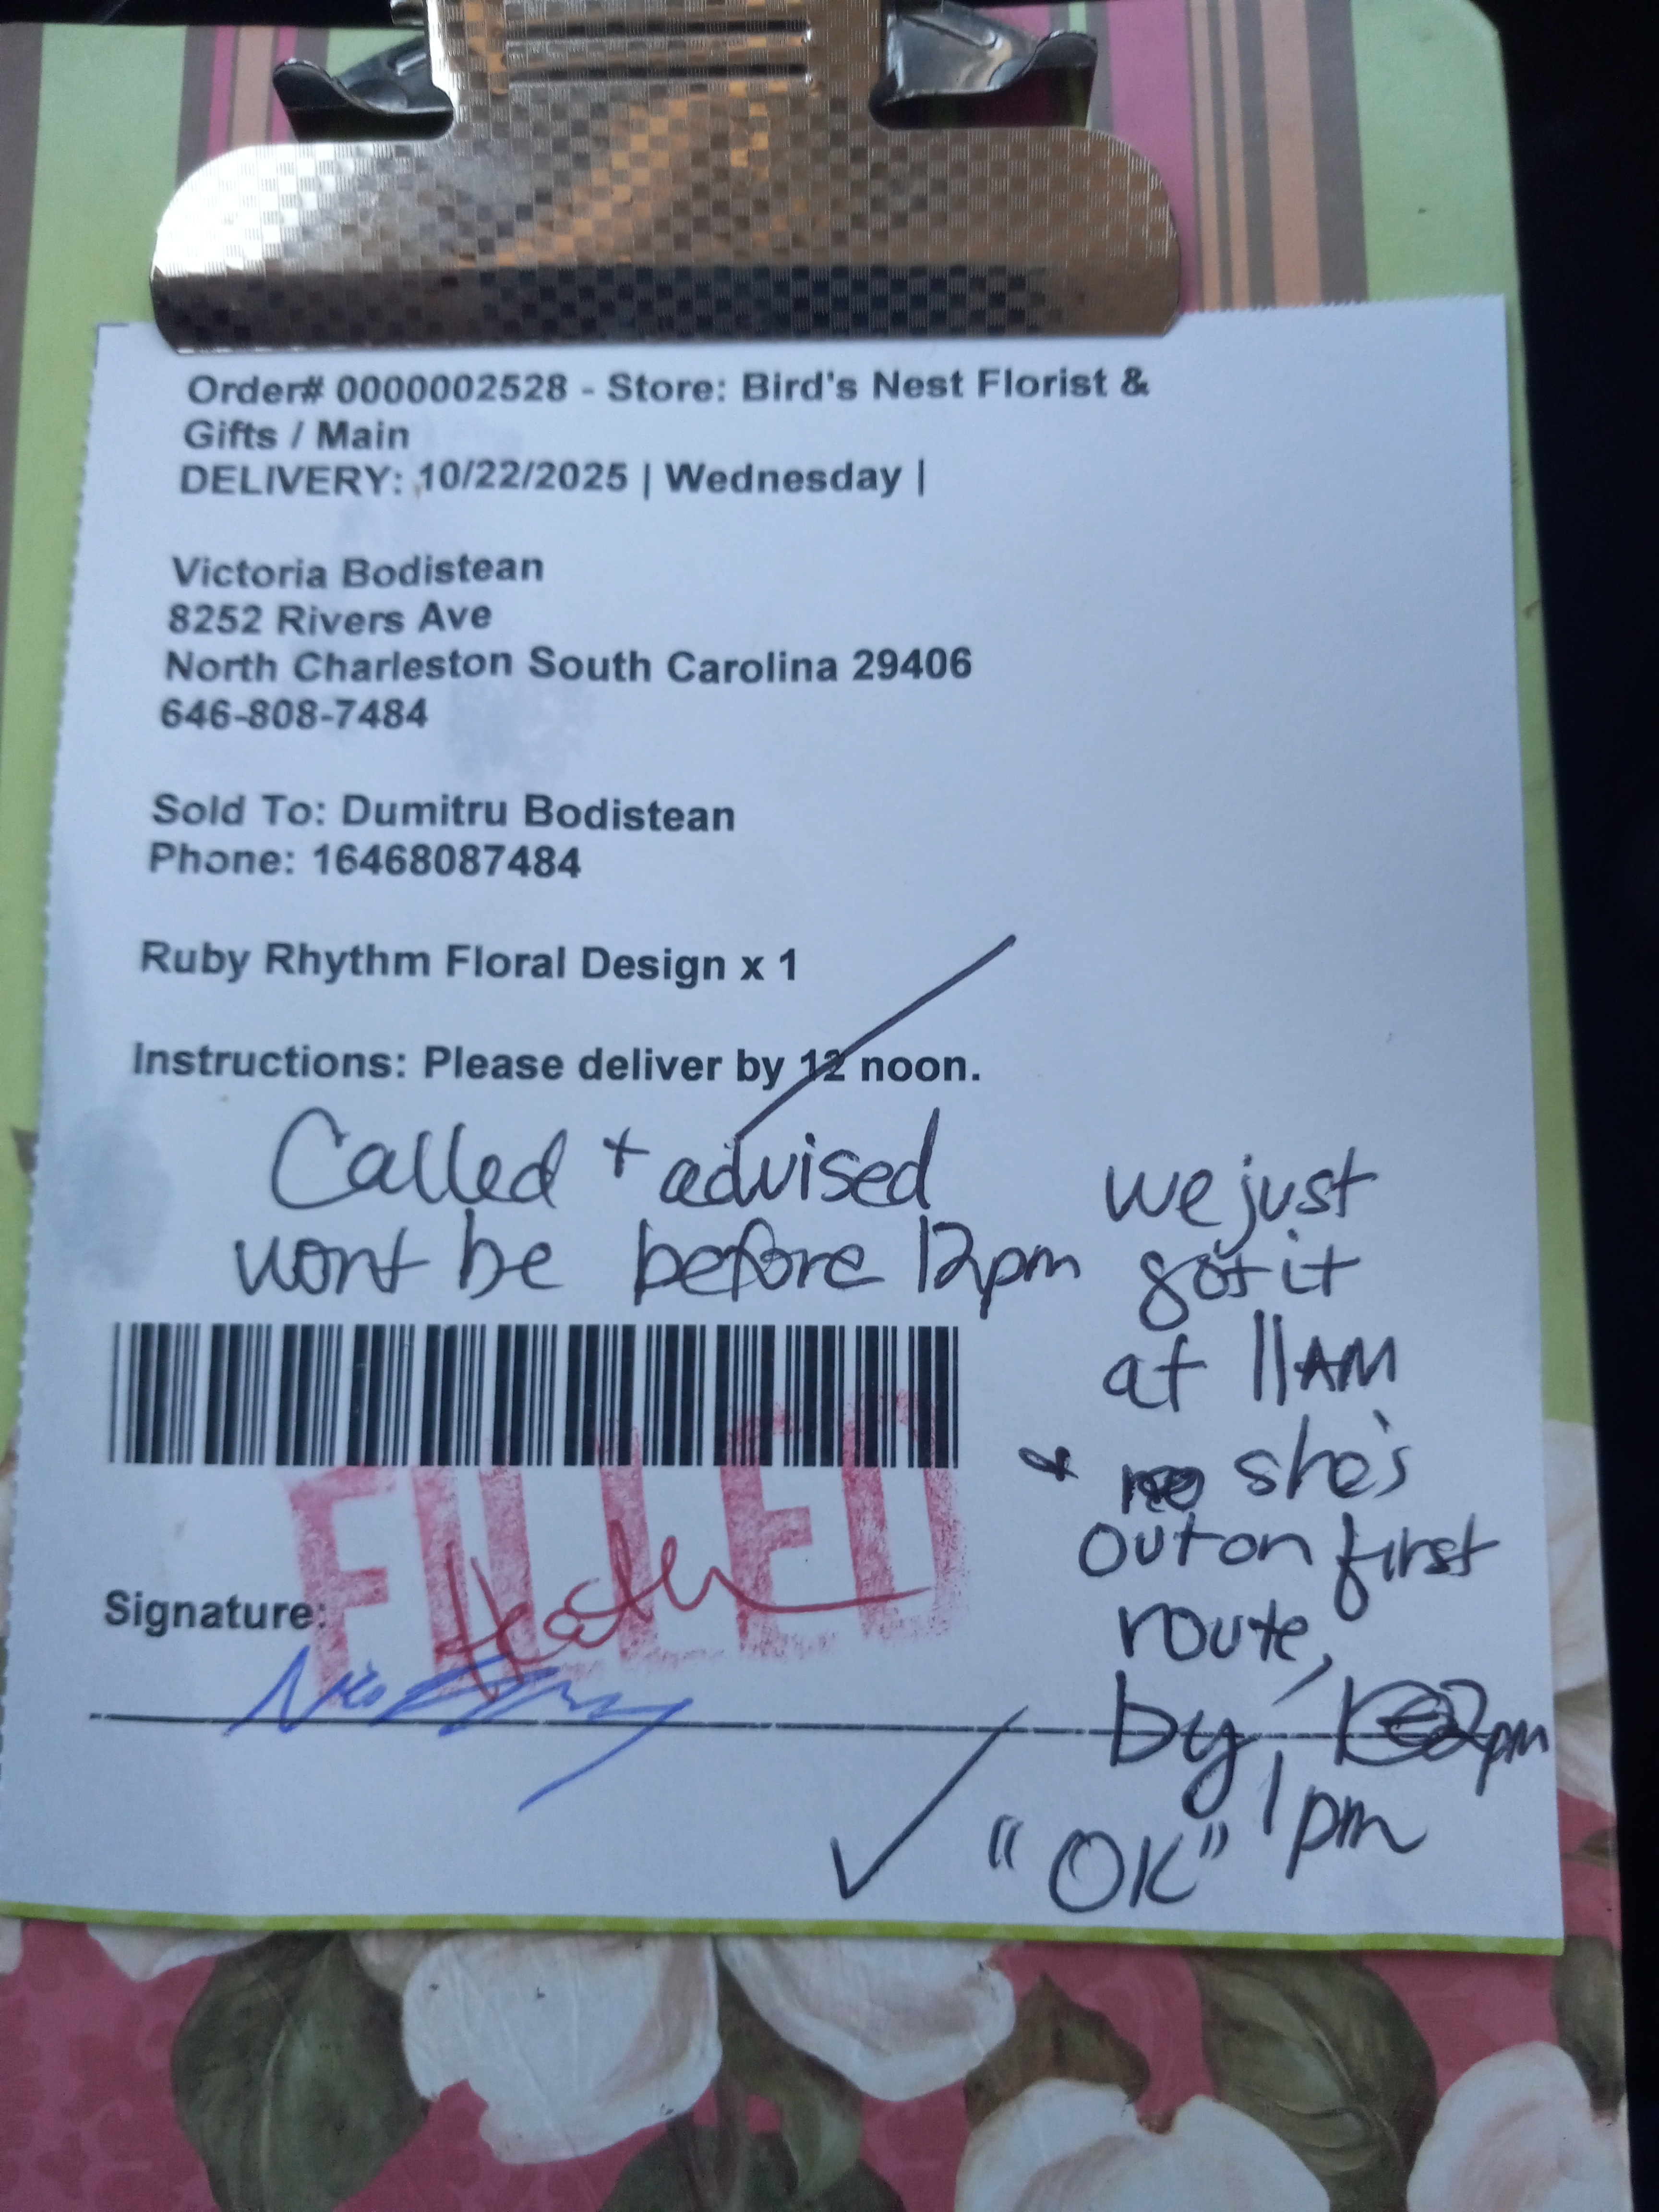 Order# 0000002528 - Store: Bird's Nest Florist &
Gifts / Main
DELIVERY: 10/22/2025 | Wednesday |
Victoria Bodistean
8252 Rivers Ave
North Charleston South Carolina 29406
646-808-7484
Sold To: Dumitru Bodistean
Phone: 16468087484
Ruby Rhythm Floral Design x 1
Instructions: Please deliver by 12 noon.
Called + advised
wont be before 12pm
we just
got it
at 11AM
she's
out on first
route,
by 2pm
1pm
"OK"
FILLED
Signature: